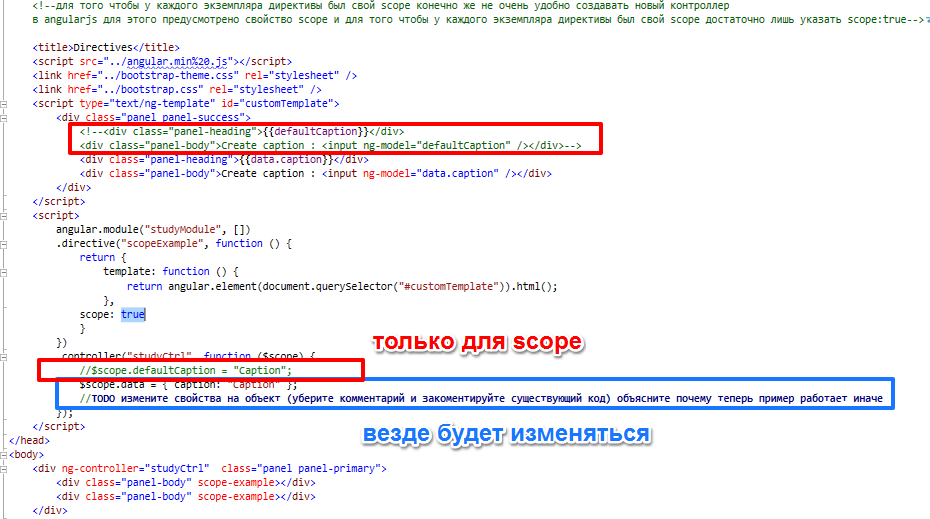 <!--для того чтобы у каждого экземпляра директивы был свой scope конечно же не очень удобно создавать новый контроллер
в angularjs для этого предусмотрено свойство scope и для того чтобы у каждого экземпляра директивы был свой scope достаточно лишь указать scope:true-->
<title>Directives</title>
<script src="../angular.min%20.js"></script>
<link href="../bootstrap-theme.css" rel="stylesheet" />
<link href="../bootstrap.css" rel="stylesheet" />
<script type="text/ng-template" id="customTemplate">
<div class="panel panel-success">
<!--<div class="panel-heading">{{defaultCaption}}</div>
<div class="panel-body">Create caption : <input ng-model="defaultCaption" /></div>-->
<div class="panel-heading">{{data.caption}}</div>
<div class="panel-body">Create caption : <input ng-model="data.caption" /></div>
</div>
</script>
<script>
angular.module("studyModule", [])
.directive("scopeExample", function () {
return {
template: function () {
return angular.element(document.querySelector("#customTemplate")).html();
},
scope: true
}
})
.controller("studyCtrl", function ($scope) {
только для scope
//$scope.defaultCaption = "Caption";
$scope.data = { caption: "Caption" };
//TODO измените свойства на объект (уберите комментарий и закоментируйте существующий код) объясните почему теперь пример работает иначе
});
везде будет изменяться
</script>
</head>
<body>
<div ng-controller="studyCtrl" class="panel panel-primary">
<div class="panel-body" scope-example></div>
<div class="panel-body" scope-example></div>
</div>